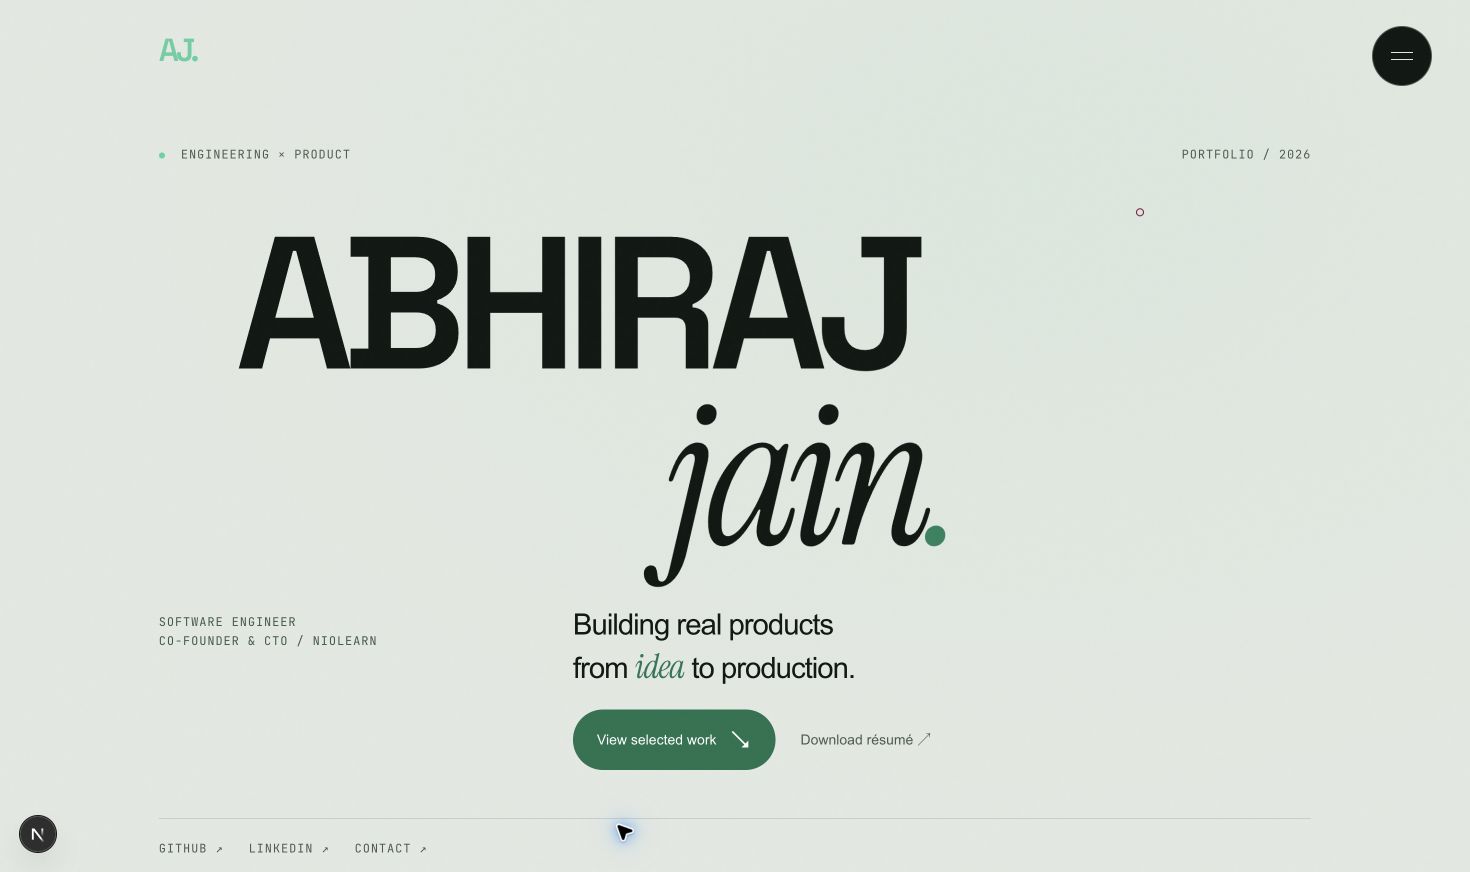 AJ.
ENGINEERING × PRODUCT
PORTFOLIO / 2026
ABHIRAJ
jain.
SOFTWARE ENGINEER
CO-FOUNDER & CTO / NIOLEARN
Building real products
from idea to production.
View selected work ↘
Download résumé ↗
N
GITHUB ↗
LINKEDIN ↗
CONTACT ↗